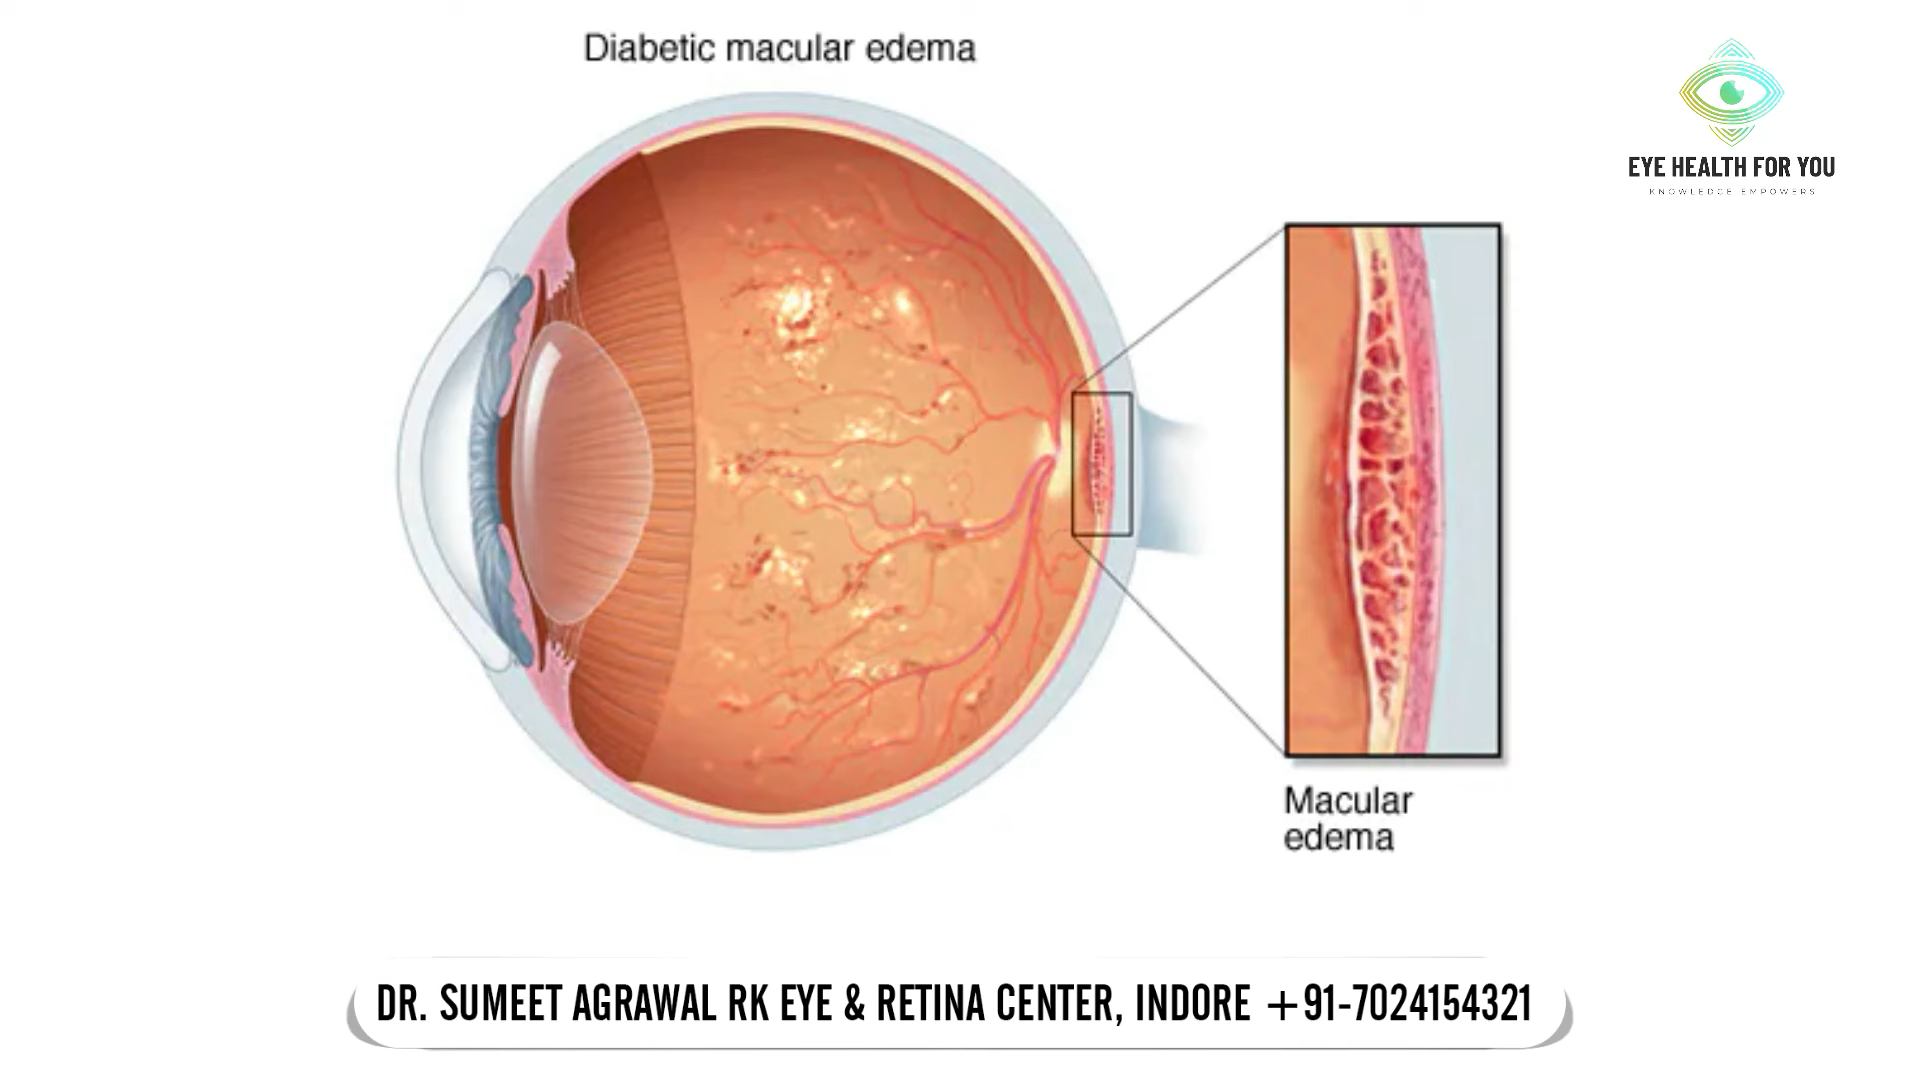 Diabetic macular edema
EYE HEALTH FOR YOU
KNOWLEDGE EMPOWERS
Macular
edema
DR. SUMEET AGRAWAL RK EYE & RETINA CENTER, INDORE +91-7024154321